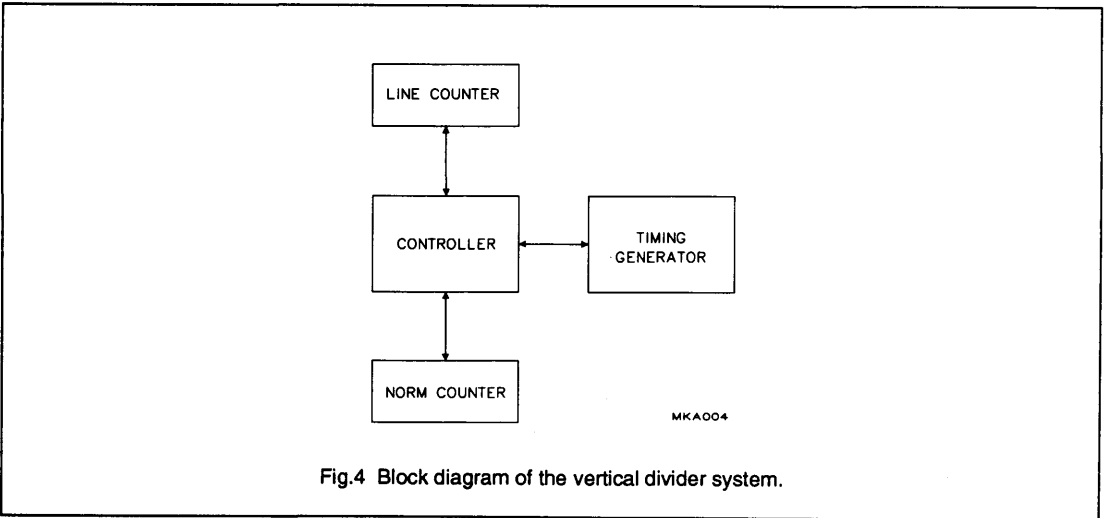 LINE COUNTER
CONTROLLER
TIMING
GENERATOR
NORM COUNTER
MKA004
Fig.4 Block diagram of the vertical divider system.